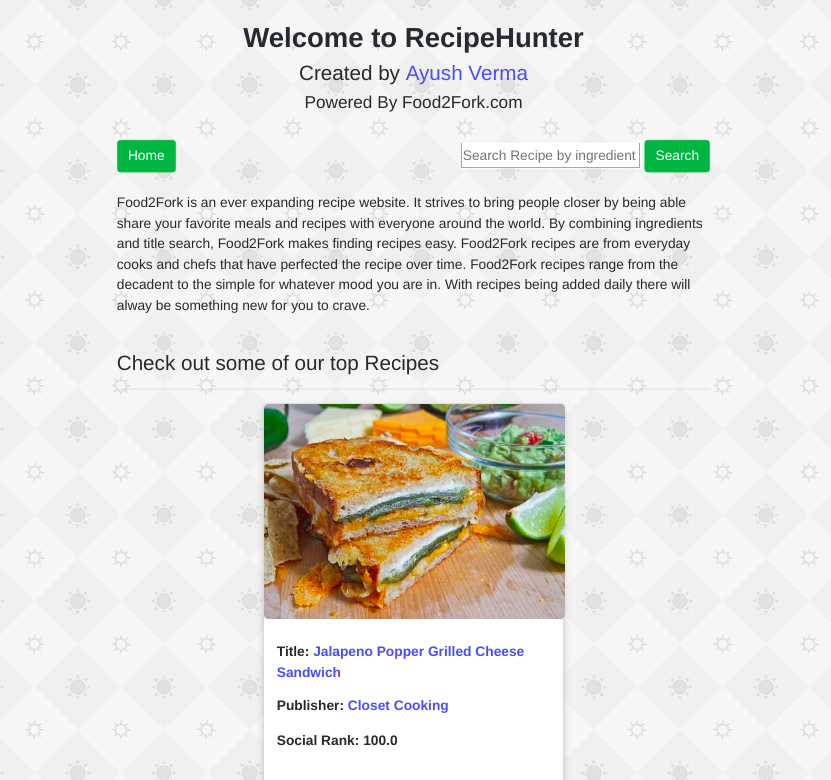 Welcome to RecipeHunter
Created by Ayush Verma
Powered By Food2Fork.com
Home
Search Recipe by ingredient
Search
Food2Fork is an ever expanding recipe website. It strives to bring people closer by being able
share your favorite meals and recipes with everyone around the world. By combining ingredients
and title search, Food2Fork makes finding recipes easy. Food2Fork recipes are from everyday
cooks and chefs that have perfected the recipe over time. Food2Fork recipes range from the
decadent to the simple for whatever mood you are in. With recipes being added daily there will
alway be something new for you to crave.
Check out some of our top Recipes
Title: Jalapeno Popper Grilled Cheese
Sandwich
Publisher: Closet Cooking
Social Rank: 100.0